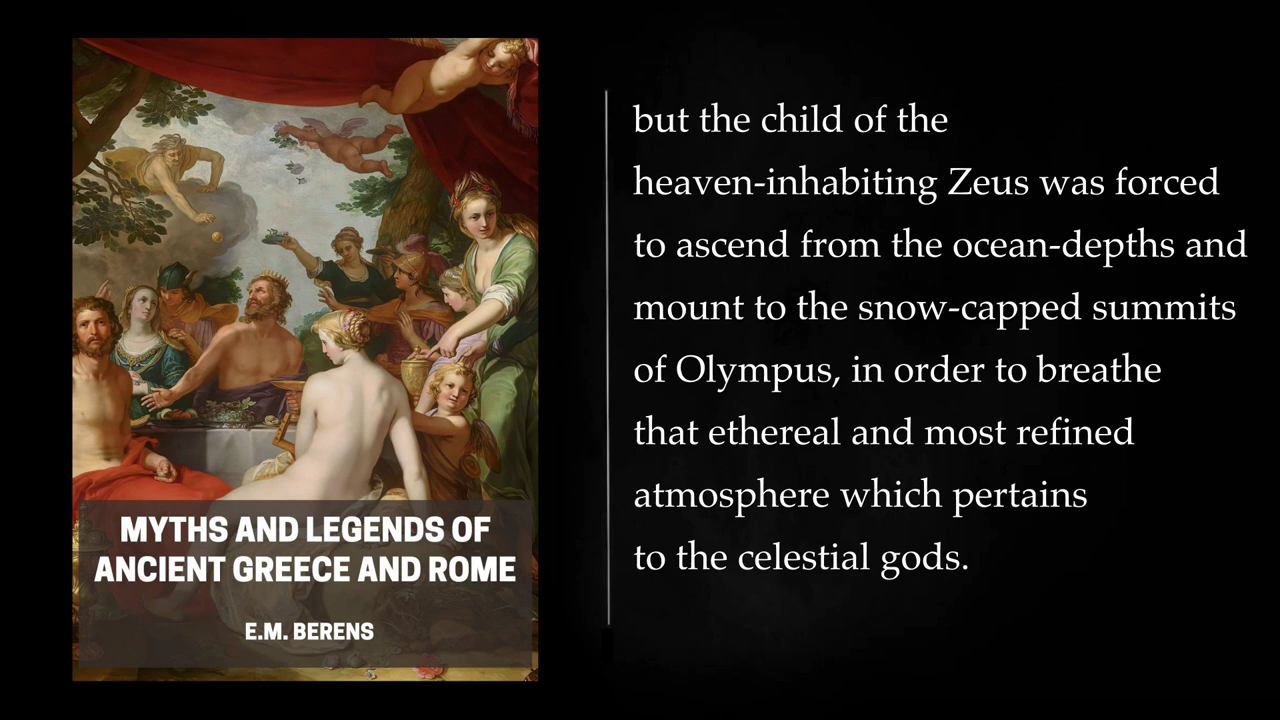 MYTHS AND LEGENDS OF
ANCIENT GREECE AND ROME
E.M. BERENS
but the child of the
heaven-inhabiting Zeus was forced
to ascend from the ocean-depths and
mount to the snow-capped summits
of Olympus, in order to breathe
that ethereal and most refined
atmosphere which pertains
to the celestial gods.